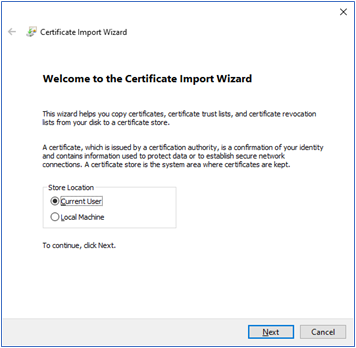 Certificate Import Wizard
Welcome to the Certificate Import Wizard
This wizard helps you copy certificates, certificate trust lists, and certificate revocation
lists from your disk to a certificate store.
A certificate, which is issued by a certification authority, is a confirmation of your identity
and contains information used to protect data or to establish secure network
connections. A certificate store is the system area where certificates are kept.
Store Location
Current User
Local Machine
To continue, click Next.
Next
Cancel